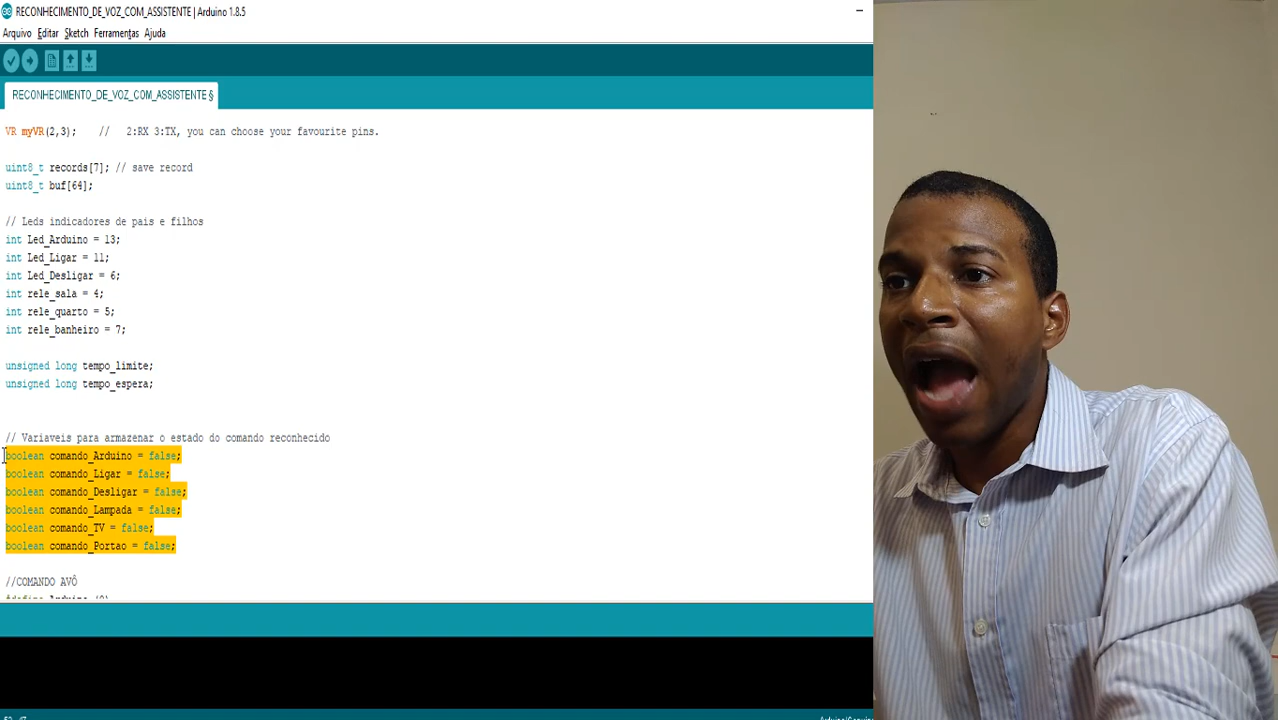 RECONHECIMENTO_DE_VOZ_COM_ASSISTENTE | Arduino 1.8.5
Arquivo Editar Sketch Ferramentas Ajuda
RECONHECIMENTO_DE_VOZ_COM_ASSISTENTE §
VR myVR(2,3); // 2:RX 3:TX, you can choose your favourite pins.
uint8_t records[7]; // save record
uint8_t buf[64];
// Leds indicadores de pais e filhos
int Led_Arduino = 13;
int Led_Ligar = 11;
int Led_Desligar = 6;
int rele_sala = 4;
int rele_quarto = 5;
int rele_banheiro = 7;
unsigned long tempo_limite;
unsigned long tempo_espera;
// Variaveis para armazenar o estado do comando reconhecido
boolean comando_Arduino = false;
boolean comando_Ligar = false;
boolean comando_Desligar = false;
boolean comando_Lampada = false;
boolean comando_TV = false;
boolean comando_Portao = false;
//COMANDO AVÔ